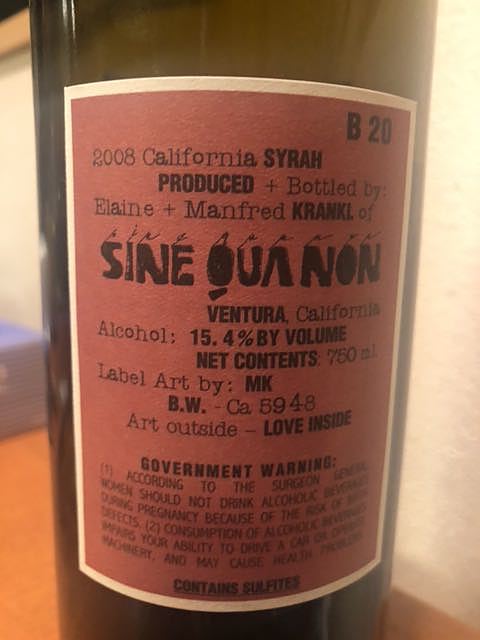 B 20
2008 California SYRAH
PRODUCED + Bottled by:
Elaine + Manfred KRANKL of
SINE QUA NON
VENTURA, California
Alcohol: 15.4% BY VOLUME
NET CONTENTS: 750 ml
Label Art by: MK
B.W. - Ca 5948
Art outside - LOVE INSIDE
GOVERNMENT WARNING:
(1) ACCORDING TO THE SURGEON GENERAL
WOMEN SHOULD NOT DRINK ALCOHOLIC BEVERAGES
DURING PREGNANCY BECAUSE OF THE RISK OF BIRTH
DEFECTS. (2) CONSUMPTION OF ALCOHOLIC BEVERAGES
IMPAIRS YOUR ABILITY TO DRIVE A CAR OR OPERATE
MACHINERY, AND MAY CAUSE HEALTH PROBLEMS
CONTAINS SULFITES